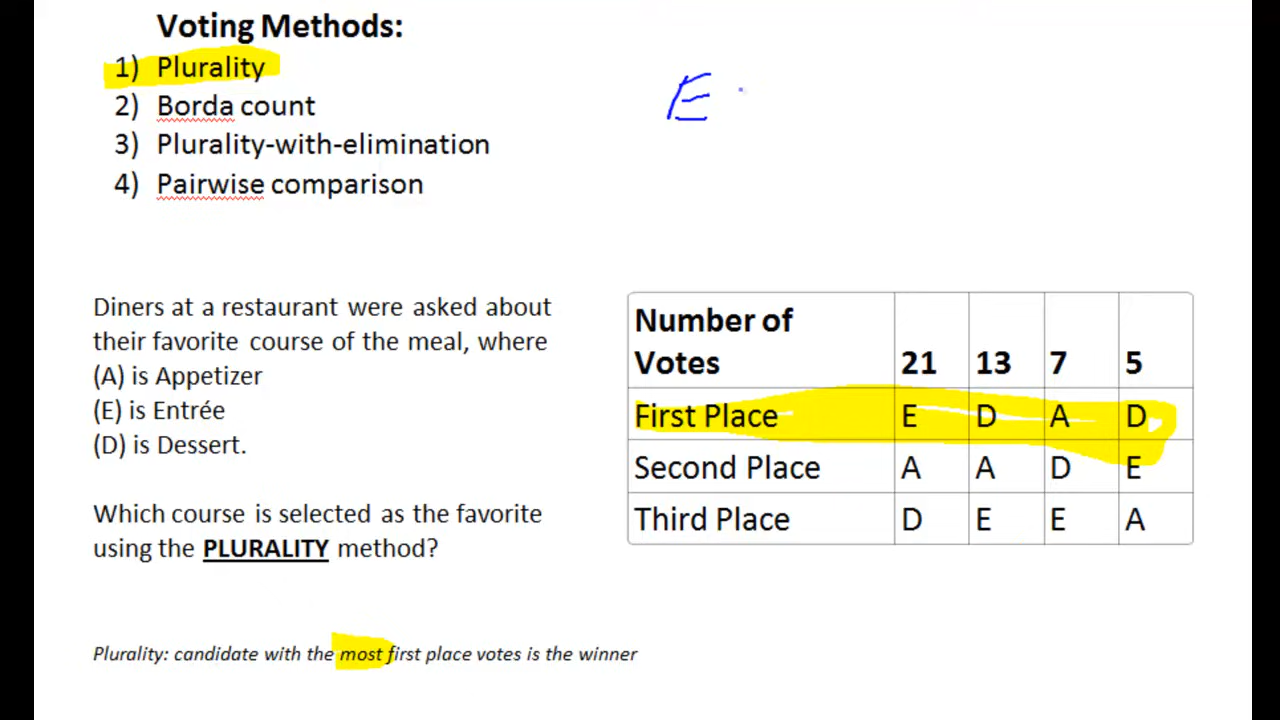 Voting Methods:
1) Plurality
2) Borda count
3) Plurality-with-elimination
4) Pairwise comparison
E
Diners at a restaurant were asked about
their favorite course of the meal, where
(A) is Appetizer
(E) is Entrée
(D) is Dessert.
Which course is selected as the favorite
using the PLURALITY method?
Number of
Votes 21 13 7 5
First Place E D A D
Second Place A A D E
Third Place D E E A
Plurality: candidate with the most first place votes is the winner